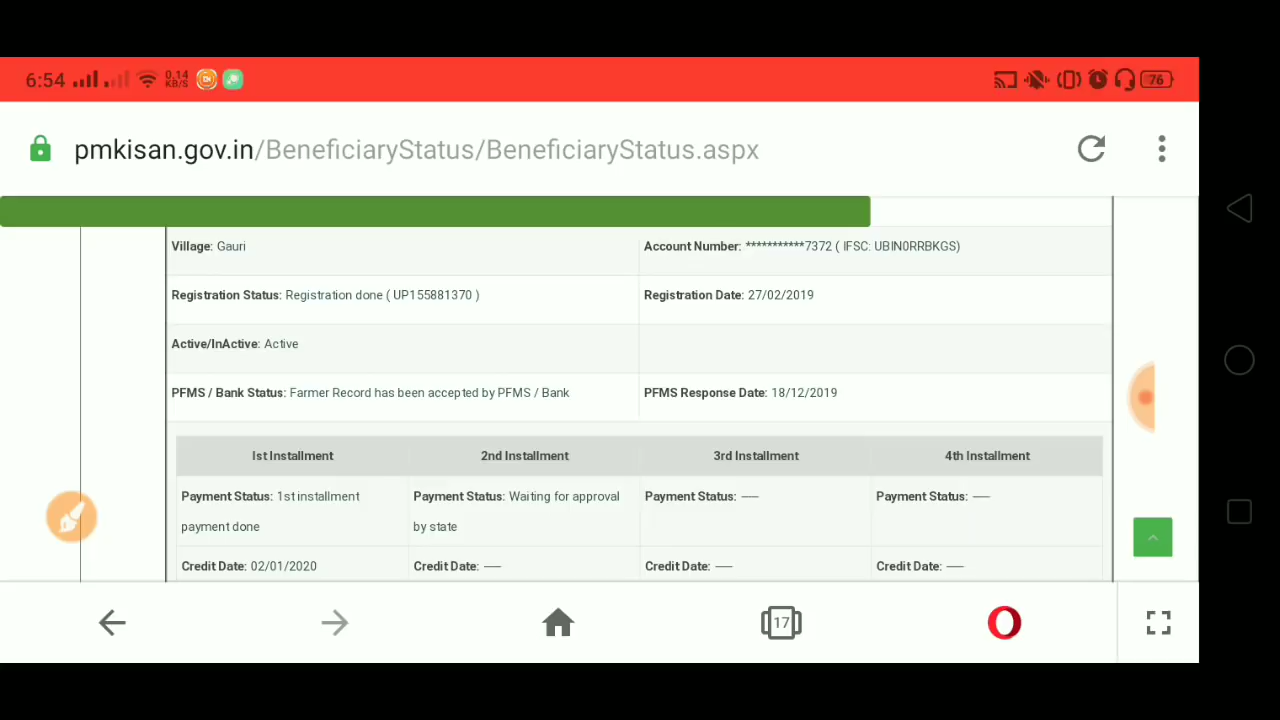 6:54 0.14 KB/S 76
pmkisan.gov.in/BeneficiaryStatus/BeneficiaryStatus.aspx
Village: Gauri Account Number: ***********7372 ( IFSC: UBIN0RRBKGS)
Registration Status: Registration done ( UP155881370 ) Registration Date: 27/02/2019
Active/InActive: Active
PFMS / Bank Status: Farmer Record has been accepted by PFMS / Bank PFMS Response Date: 18/12/2019
Ist Installment 2nd Installment 3rd Installment 4th Installment
Payment Status: 1st installment payment done Payment Status: Waiting for approval by state Payment Status: ── Payment Status: ──
Credit Date: 02/01/2020 Credit Date: ── Credit Date: ── Credit Date: ──
17